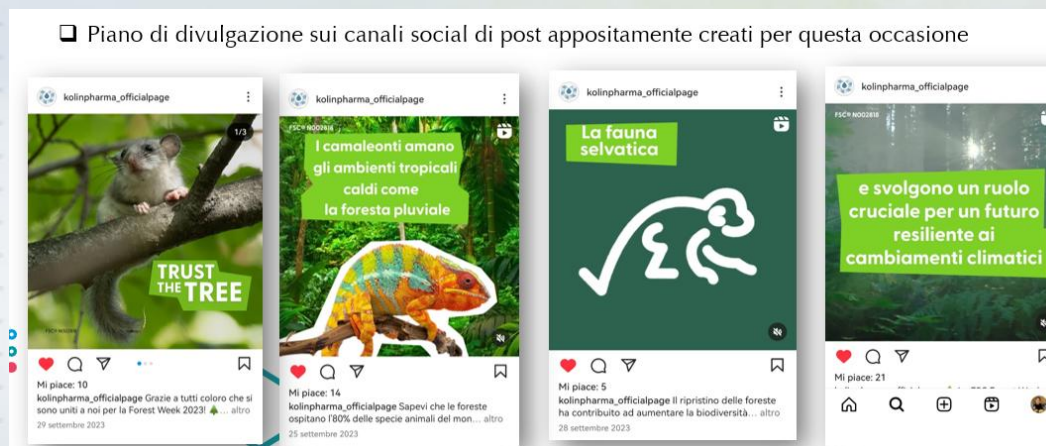 ❑ Piano di divulgazione sui canali social di post appositamente creati per questa occasione
kolinpharma_officialpage
1/3
TRUST
THE TREE
Mi piace: 10
kolinpharma_officialpage Grazie a tutti coloro che si
sono uniti a noi per la Forest Week 2023! 🌲... altro
29 settembre 2023
kolinpharma_officialpage
FSC® N002816
I camaleonti amano
gli ambienti tropicali
caldi come
la foresta pluviale
Mi piace: 14
kolinpharma_officialpage Sapevi che le foreste
ospitano l'80% delle specie animali del mon... altro
25 settembre 2023
kolinpharma_officialpage
La fauna
selvatica
Mi piace: 5
kolinpharma_officialpage Il ripristino delle foreste
ha contribuito ad aumentare la biodiversità... altro
28 settembre 2023
kolinpharma_officialpage
FSC® N002816
e svolgono un ruolo
cruciale per un futuro
resiliente ai
cambiamenti climatici
Mi piace: 21